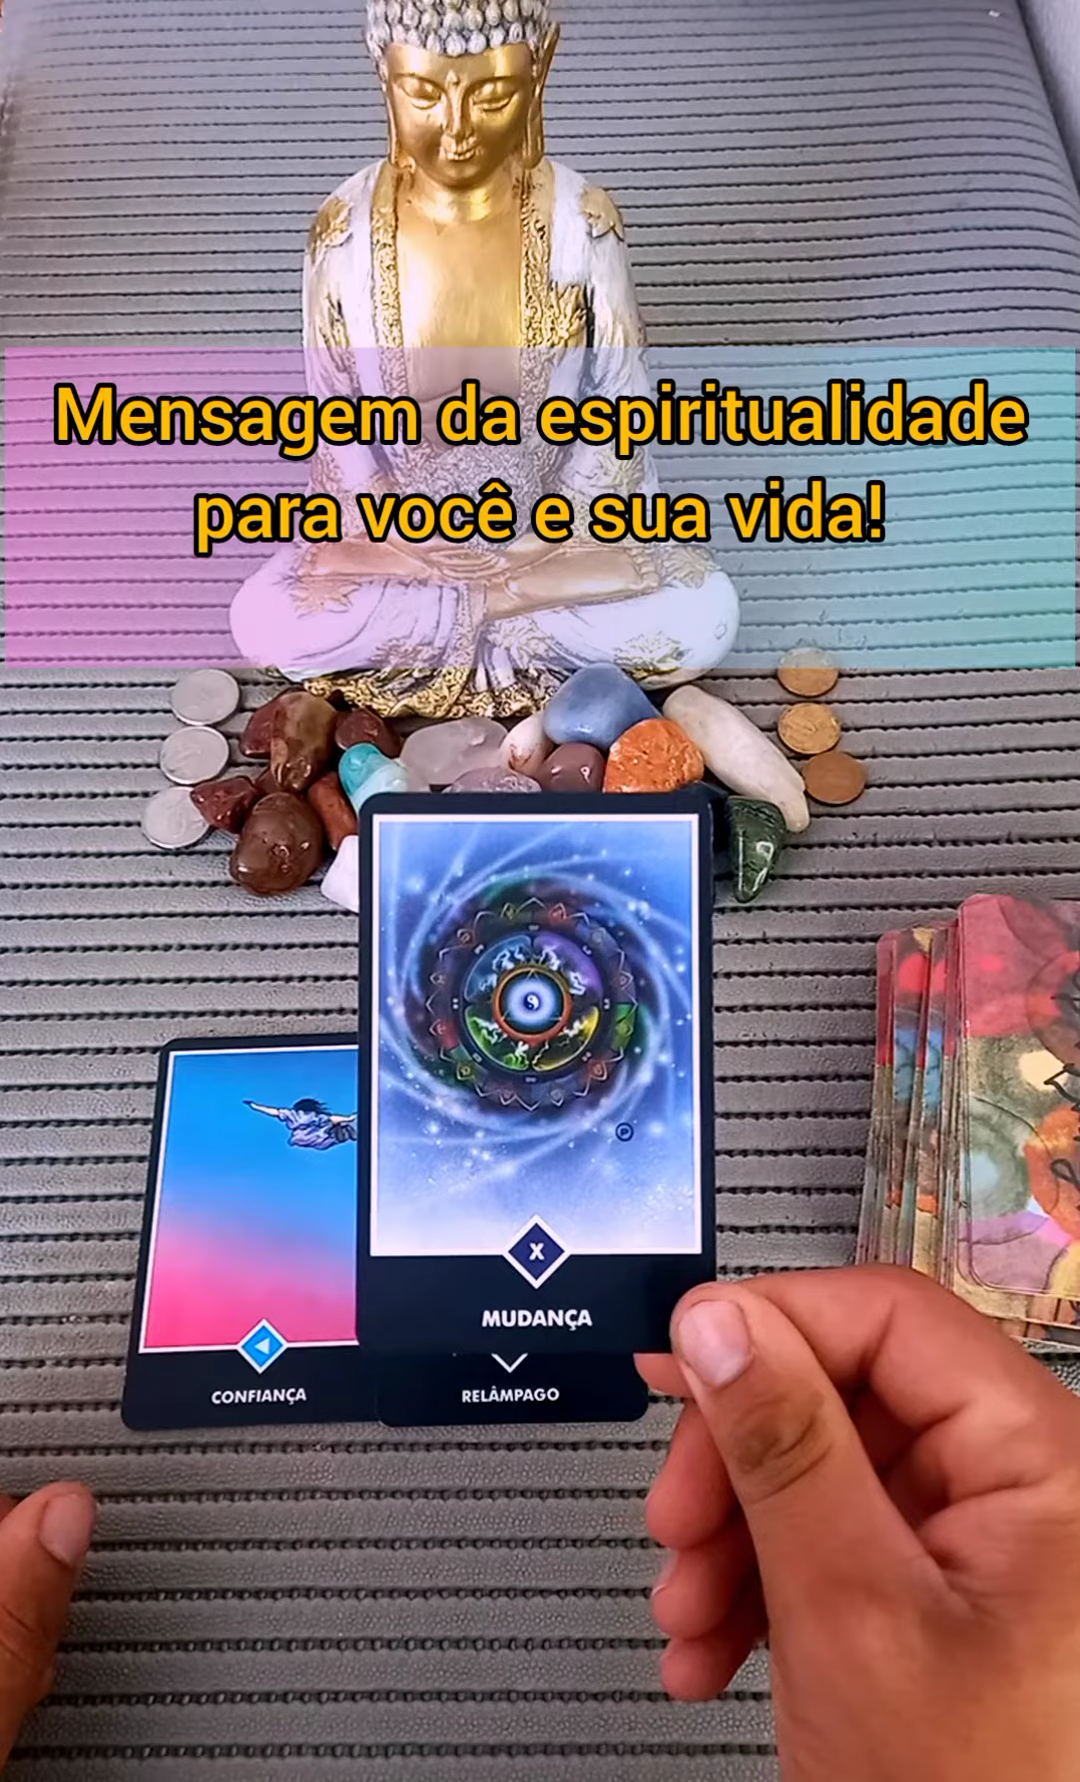 Mensagem da espiritualidade
para você e sua vida!
X
MUDANÇA
CONFIANÇA
RELÂMPAGO